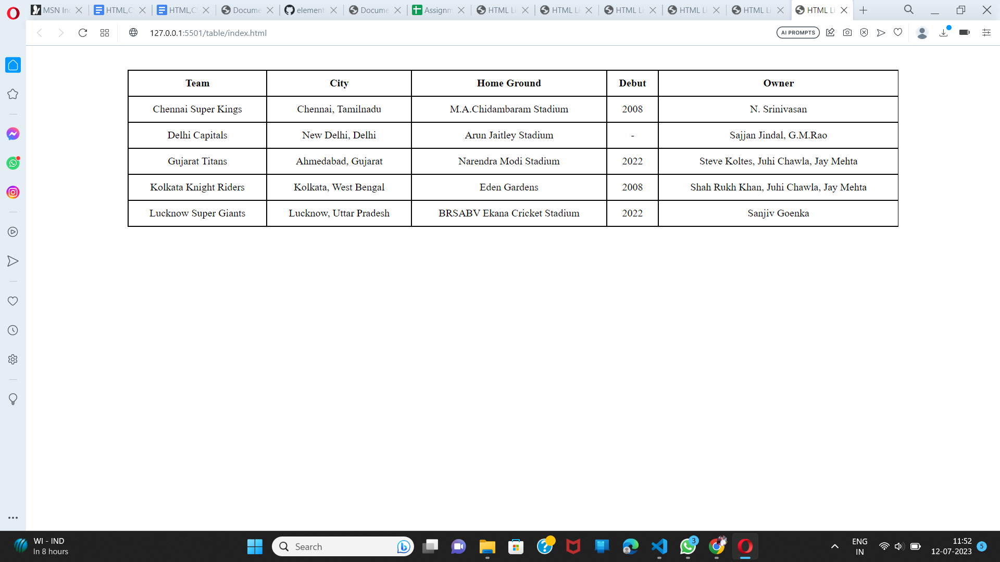 MSN In
HTML,C
HTML,C
Docume
element
Docume
Assignm
HTML Li
HTML Li
HTML Li
HTML Li
HTML Li
HTML Li
127.0.0.1:5501/table/index.html
AI PROMPTS
Team City Home Ground Debut Owner
Chennai Super Kings Chennai, Tamilnadu M.A.Chidambaram Stadium 2008 N. Srinivasan
Delhi Capitals New Delhi, Delhi Arun Jaitley Stadium - Sajjan Jindal, G.M.Rao
Gujarat Titans Ahmedabad, Gujarat Narendra Modi Stadium 2022 Steve Koltes, Juhi Chawla, Jay Mehta
Kolkata Knight Riders Kolkata, West Bengal Eden Gardens 2008 Shah Rukh Khan, Juhi Chawla, Jay Mehta
Lucknow Super Giants Lucknow, Uttar Pradesh BRSABV Ekana Cricket Stadium 2022 Sanjiv Goenka
WI - IND
In 8 hours
Search
3
ENG
IN
11:52
12-07-2023
5